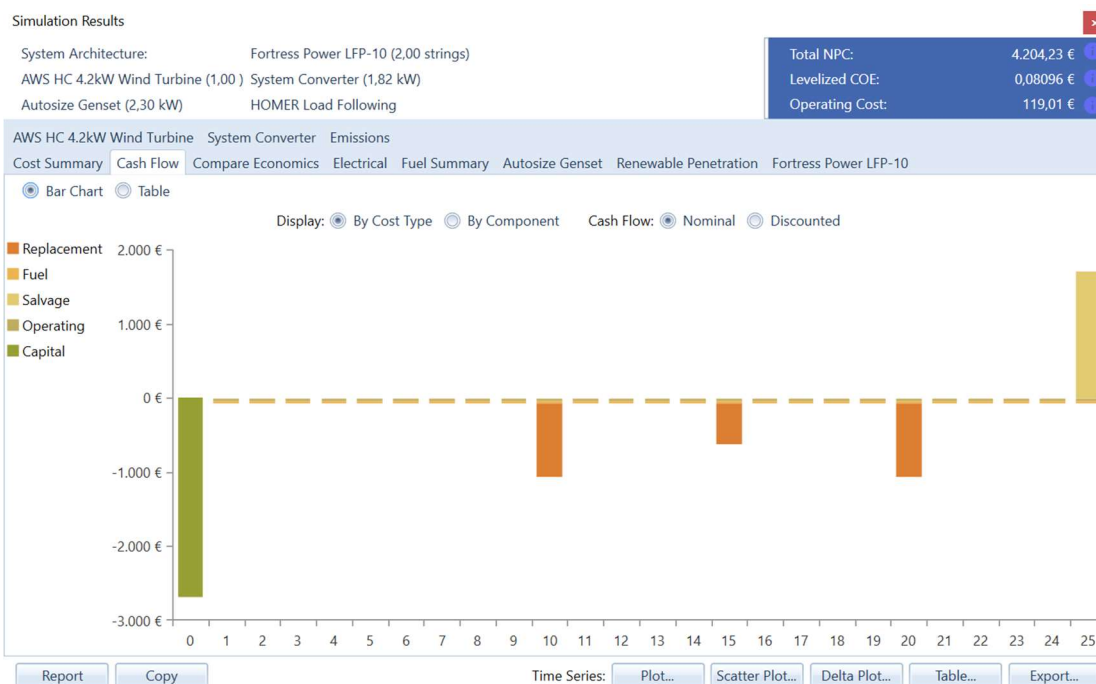 Simulation Results
System Architecture: Fortress Power LFP-10 (2,00 strings)
AWS HC 4.2kW Wind Turbine (1,00 ) System Converter (1,82 kW)
Autosize Genset (2,30 kW) HOMER Load Following
Total NPC: 4.204,23 €
Levelized COE: 0,08096 €
Operating Cost: 119,01 €
AWS HC 4.2kW Wind Turbine System Converter Emissions
Cost Summary Cash Flow Compare Economics Electrical Fuel Summary Autosize Genset Renewable Penetration Fortress Power LFP-10
Bar Chart Table
Display: By Cost Type By Component Cash Flow: Nominal Discounted
Replacement
Fuel
Salvage
Operating
Capital
2.000 €
1.000 €
0 €
-1.000 €
-2.000 €
-3.000 €
0 1 2 3 4 5 6 7 8 9 10 11 12 13 14 15 16 17 18 19 20 21 22 23 24 25
Report Copy Time Series: Plot... Scatter Plot... Delta Plot... Table... Export...